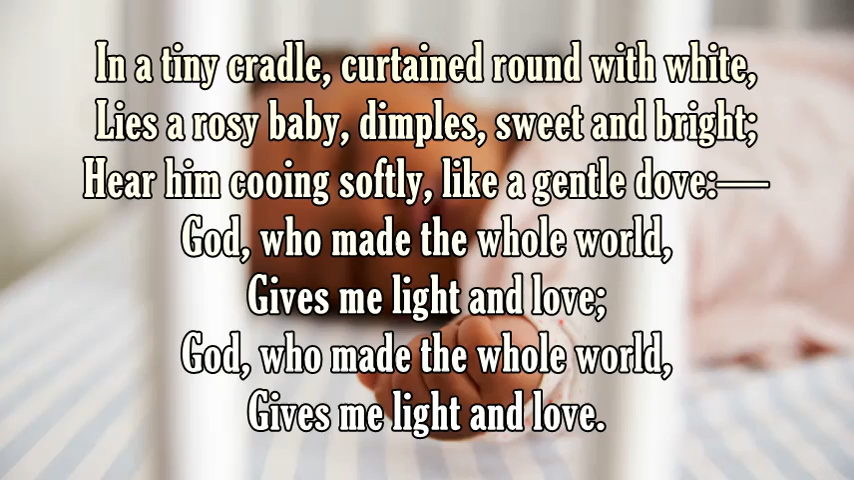 In a tiny cradle, curtained round with white,
Lies a rosy baby, dimples, sweet and bright;
Hear him cooing softly, like a gentle dove:—
God, who made the whole world,
Gives me light and love;
God, who made the whole world,
Gives me light and love.